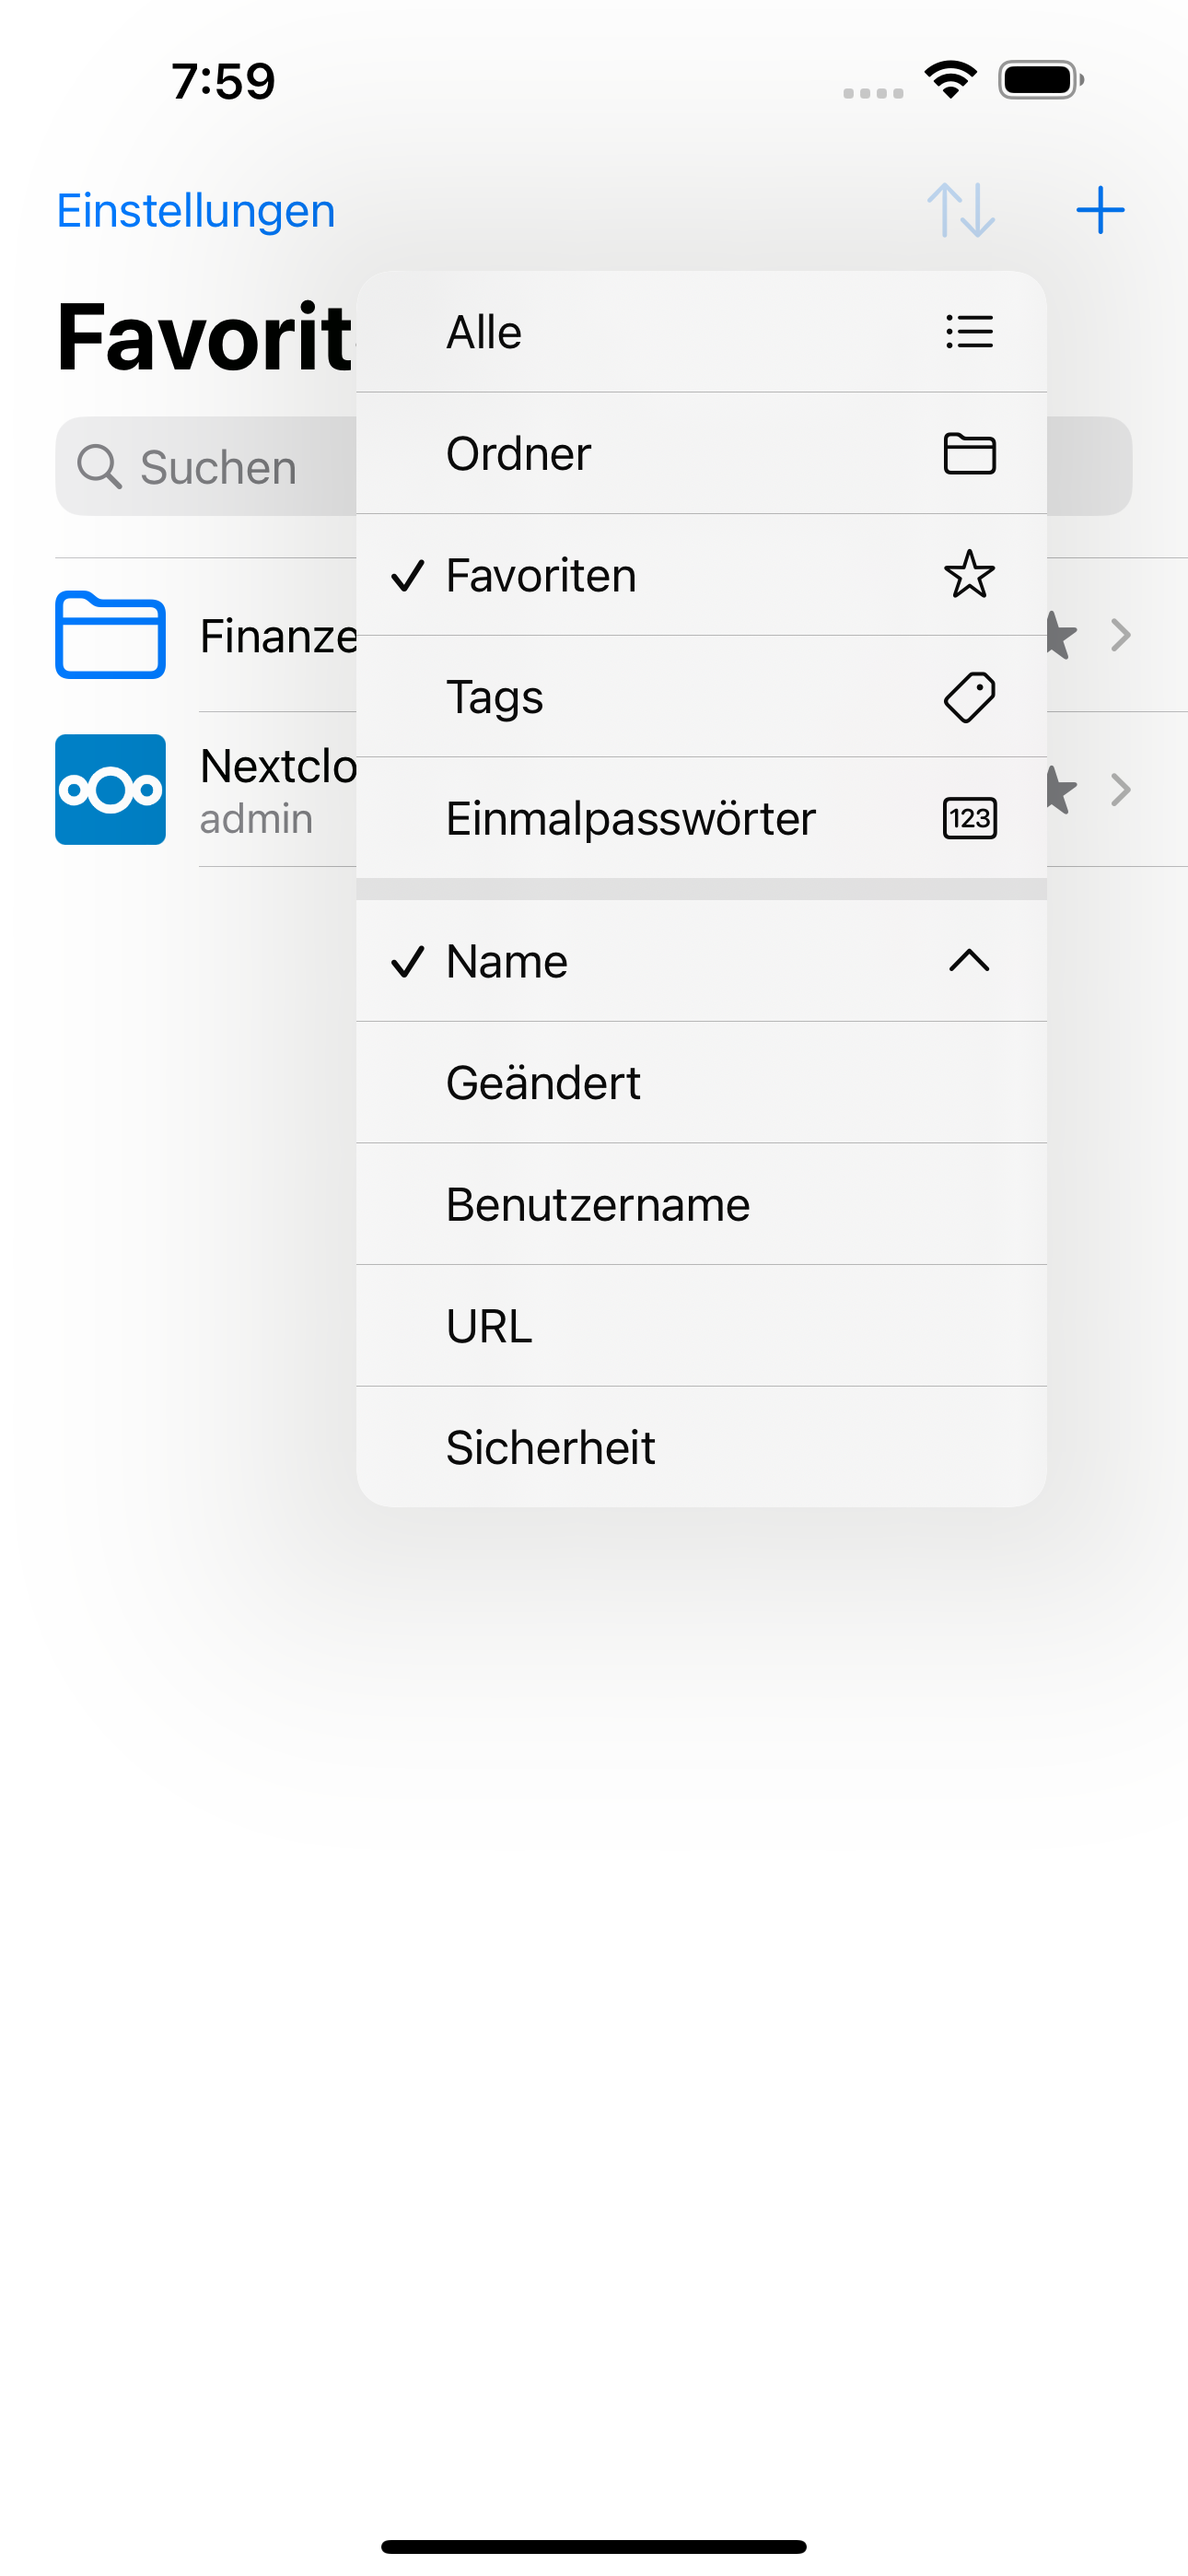 7:59
Einstellungen
Favorit
Suchen
Alle
Ordner
Favoriten
Tags
Einmalpasswörter
123
Finanze
Nextclo
admin
Name
Geändert
Benutzername
URL
Sicherheit